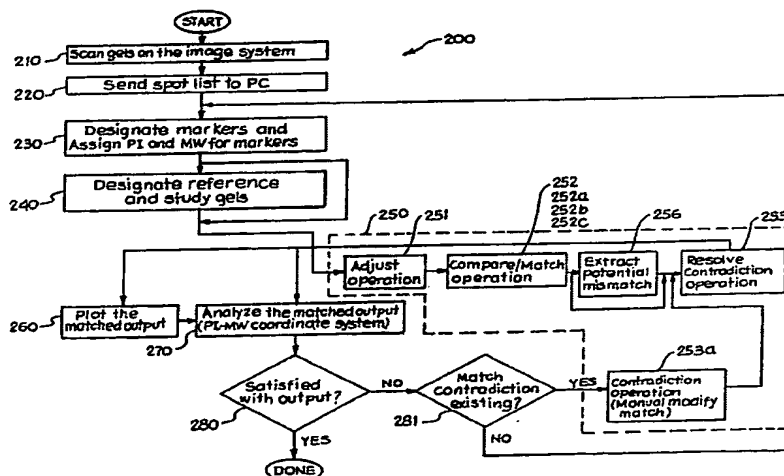 START
200
210
Scan gels on the image system
220
Send spot list to PC
230
Designate markers and
Assign PI and MW for markers
240
Designate reference
and study gels
250
251
252
252a
252b
252c
256
Adjust
operation
Compare/Match
operation
Extract
potential
mismatch
Resolve
Contradiction
operation
260
Plot the
matched output
270
Analyze the matched output
(PI-MW coordinate system)
253a
Contradiction
operation
(Manual modify
match)
280
Satisfied
with output?
NO
281
Match
contradiction
existing?
YES
NO
YES
DONE